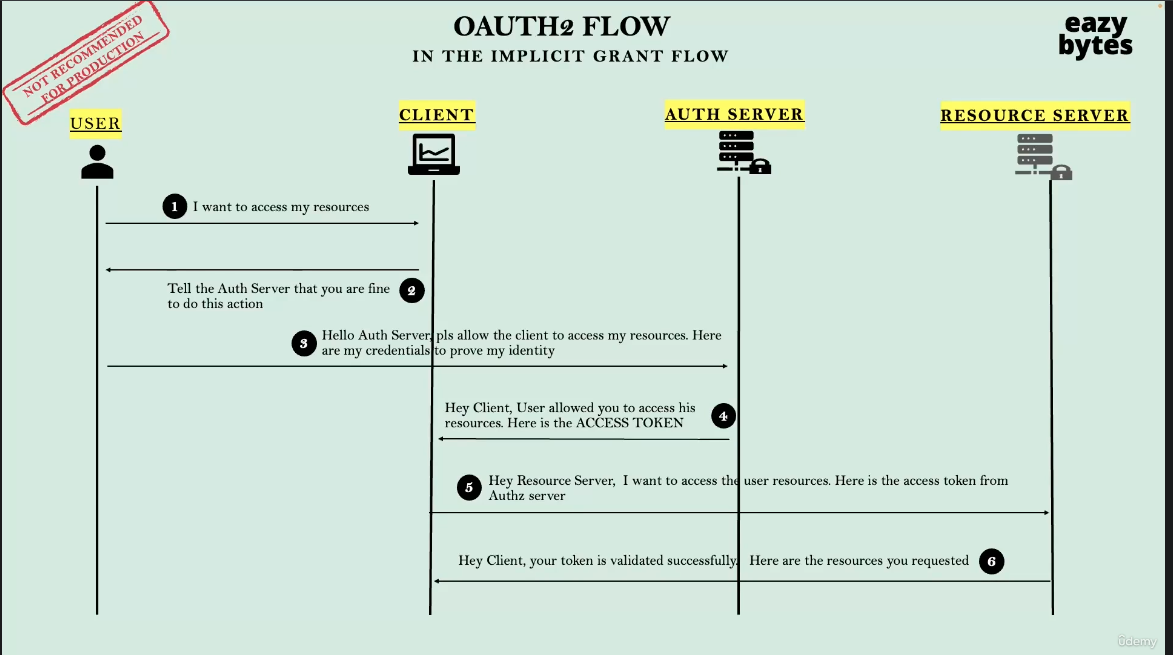 NOT RECOMMENDED
FOR PRODUCTION
OAUTH2 FLOW
IN THE IMPLICIT GRANT FLOW
eazy
bytes
USER
CLIENT
AUTH SERVER
RESOURCE SERVER
1 I want to access my resources
Tell the Auth Server that you are fine 2
to do this action
3 Hello Auth Server, pls allow the client to access my resources. Here
are my credentials to prove my identity
Hey Client, User allowed you to access his 4
resources. Here is the ACCESS TOKEN
5 Hey Resource Server, I want to access the user resources. Here is the access token from
Authz server
Hey Client, your token is validated successfully. Here are the resources you requested 6
ûdemy